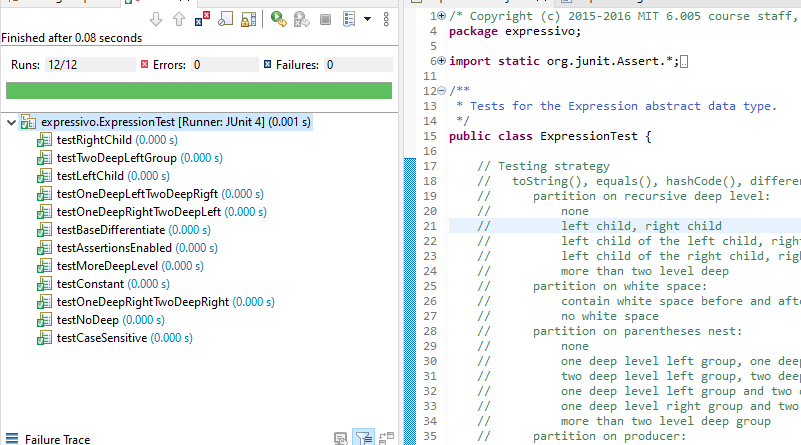 Finished after 0.08 seconds
Runs: 12/12 Errors: 0 Failures: 0
expressivo.ExpressionTest [Runner: JUnit 4] (0.001 s)
testRightChild (0.000 s)
testTwoDeepLeftGroup (0.000 s)
testLeftChild (0.000 s)
testOneDeepLeftTwoDeepRigft (0.000 s)
testOneDeepRightTwoDeepLeft (0.000 s)
testBaseDifferentiate (0.000 s)
testAssertionsEnabled (0.000 s)
testMoreDeepLevel (0.000 s)
testConstant (0.000 s)
testOneDeepRightTwoDeepRight (0.000 s)
testNoDeep (0.000 s)
testCaseSensitive (0.000 s)
Failure Trace
1 /* Copyright (c) 2015-2016 MIT 6.005 course staff,
4 package expressivo;
5
6 import static org.junit.Assert.*;
11
12 /**
13 * Tests for the Expression abstract data type.
14 */
15 public class ExpressionTest {
16
17 // Testing strategy
18 // toString(), equals(), hashCode(), differen
19 // partition on recursive deep level:
20 // none
21 // left child, right child
22 // left child of the left child, righ
23 // left child of the right child, rig
24 // more than two level deep
25 // partition on white space:
26 // contain white space before and afte
27 // no white space
28 // partition on parentheses nest:
29 // none
30 // one deep level left group, one deep
31 // two deep level left group, two deep
32 // one deep level left group and two d
33 // one deep level right group and two
34 // more than two level deep group
35 // partition on producer: